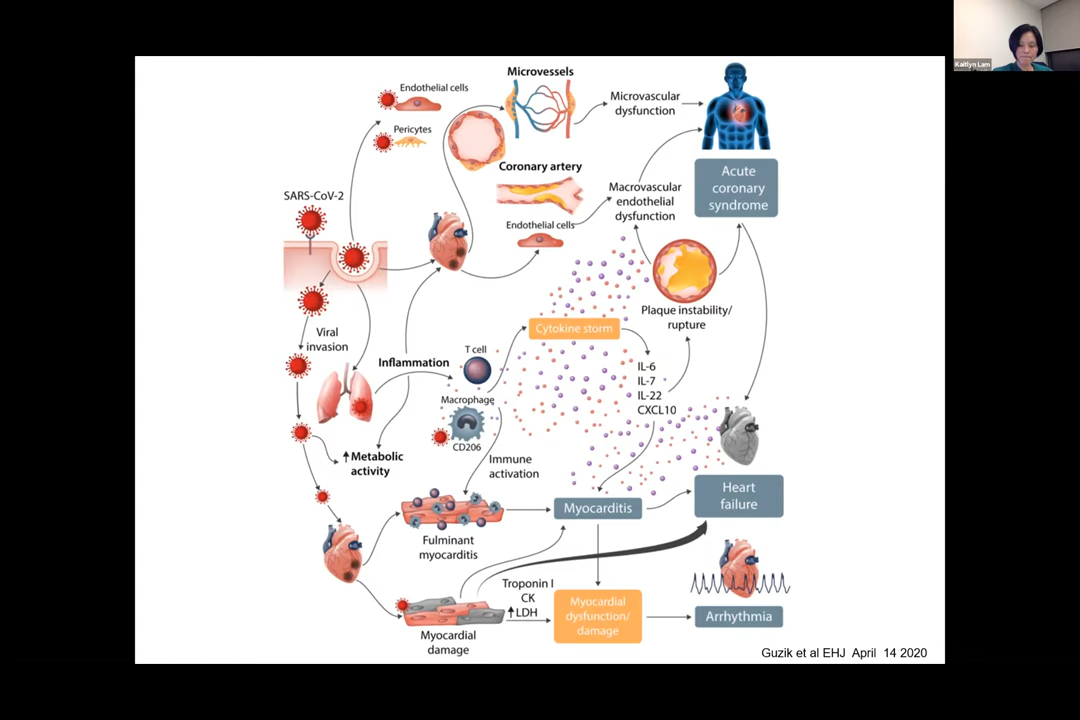 Kaitlyn Lam
Microvessels
Endothelial cells
Pericytes
Microvascular
dysfunction
Coronary artery
Acute
coronary
syndrome
SARS-CoV-2
Macrovascular
endothelial
dysfunction
Endothelial cells
Plaque instability/
rupture
Viral
invasion
Cytokine storm
Inflammation
T cell
IL-6
IL-7
IL-22
CXCL10
Macrophage
CD206
Metabolic
activity
Immune
activation
Heart
failure
Myocarditis
Fulminant
myocarditis
Troponin I
CK
LDH
Myocardial
dysfunction/
damage
Arrhythmia
Myocardial
damage
Guzik et al EHJ April 14 2020